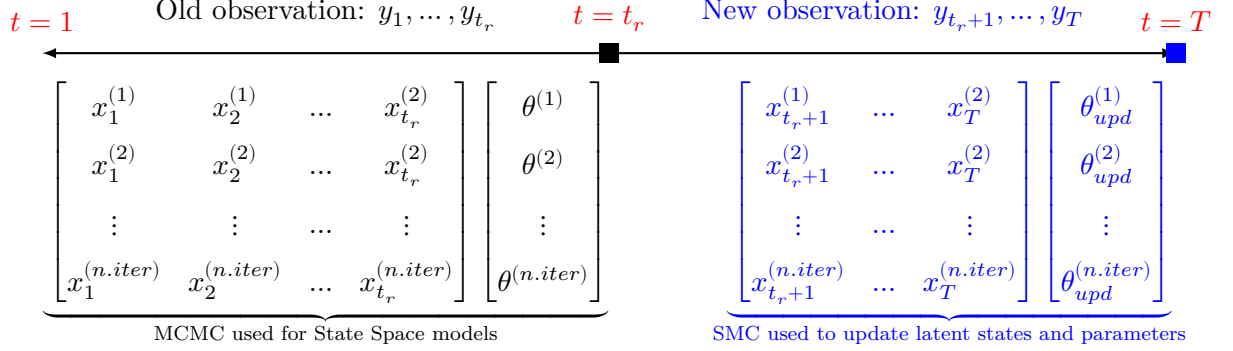 Old observation: y_1, ..., y_{t_r} New observation: y_{t_r+1}, ..., y_T
t = 1 t = t_r t = T
x_1^{(1)} x_2^{(1)} ... x_{t_r}^{(2)} θ^{(1)} x_{t_r+1}^{(1)} ... x_T^{(2)} θ_{upd}^{(1)}
x_1^{(2)} x_2^{(2)} ... x_{t_r}^{(2)} θ^{(2)} x_{t_r+1}^{(2)} ... x_T^{(2)} θ_{upd}^{(2)}
⋮ ⋮ ... ⋮ ⋮ ⋮ ... ⋮ ⋮
x_1^{(n.iter)} x_2^{(n.iter)} ... x_{t_r}^{(n.iter)} θ^{(n.iter)} x_{t_r+1}^{(n.iter)} ... x_T^{(n.iter)} θ_{upd}^{(n.iter)}
MCMC used for State Space models SMC used to update latent states and parameters